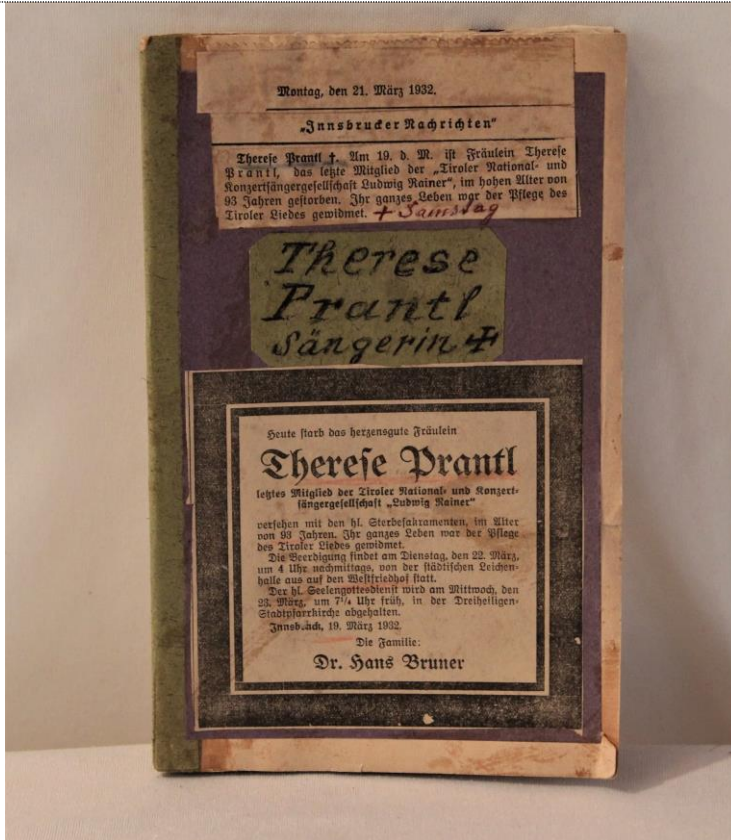 Montag, den 21. März 1932.
„Innsbrucker Nachrichten“
Therese Prantl †. Am 19. d. M. ist Fräulein Therese
Prantl, das letzte Mitglied der „Tiroler National- und
Konzertsängergesellschaft Ludwig Rainer“, im hohen Alter von
93 Jahren gestorben. Ihr ganzes Leben war der Pflege des
Tiroler Liedes gewidmet. + Samstag
Therese
Prantl
Sängerin +
Heute starb das herzensgute Fräulein
Therese Prantl
letztes Mitglied der Tiroler National- und Konzert-
sängergesellschaft „Ludwig Rainer“
versehen mit den hl. Sterbesakramenten, im Alter
von 93 Jahren. Ihr ganzes Leben war der Pflege
des Tiroler Liedes gewidmet.
Die Beerdigung findet am Dienstag, den 22. März,
um 4 Uhr nachmittags, von der städtischen Leichen-
halle aus auf den Westfriedhof statt.
Der hl. Seelengottesdienst wird am Mittwoch, den
23. März, um 7¼ Uhr früh, in der Dreiheiligen-
Stadtpfarrkirche abgehalten.
Innsbruck, 19. März 1932.
Die Familie:
Dr. Hans Bruner